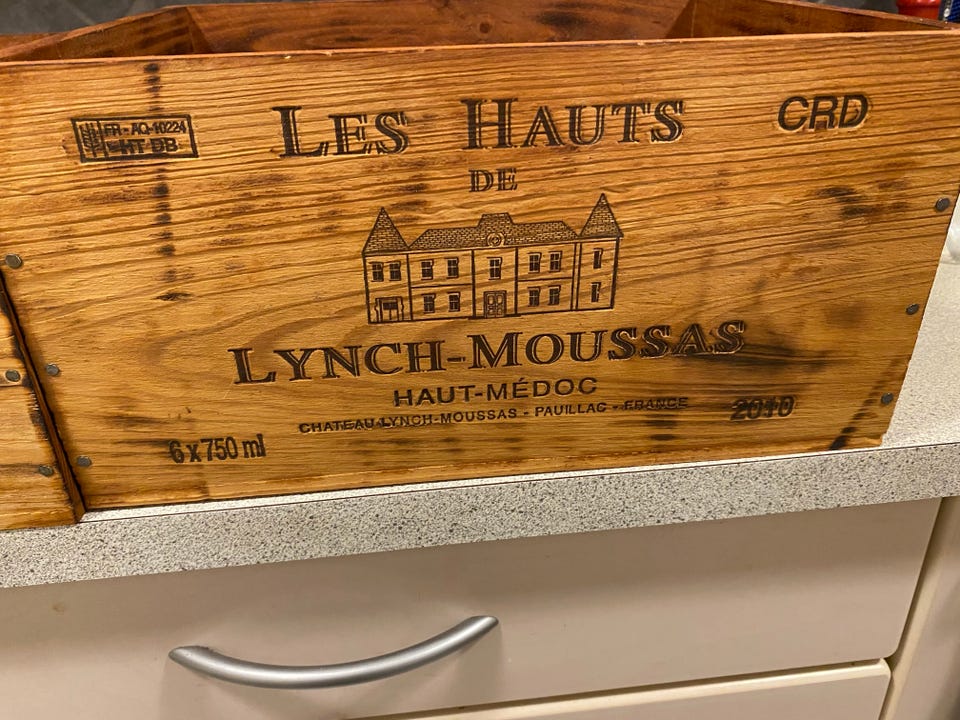 FR-AQ-10224
HT DB
LES HAUTS
CRD
DE
LYNCH-MOUSSAS
HAUT-MÉDOC
CHATEAU LYNCH-MOUSSAS - PAUILLAC - FRANCE
2010
6 x 750 ml